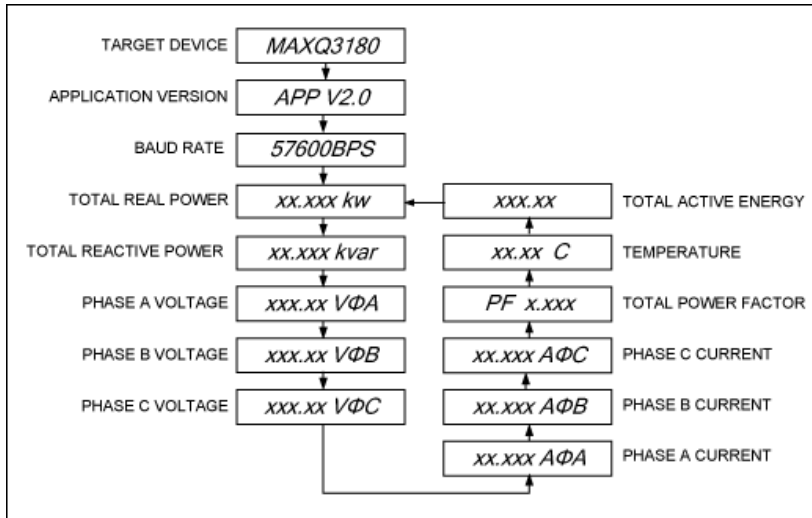 TARGET DEVICE MAXQ3180
APPLICATION VERSION APP V2.0
BAUD RATE 57600BPS
TOTAL REAL POWER xx.xxx kw xxx.xx TOTAL ACTIVE ENERGY
TOTAL REACTIVE POWER xx.xxx kvar xx.xx C TEMPERATURE
PHASE A VOLTAGE xxx.xx VΦA PF x.xxx TOTAL POWER FACTOR
PHASE B VOLTAGE xxx.xx VΦB xx.xxx AΦC PHASE C CURRENT
PHASE C VOLTAGE xxx.xx VΦC xx.xxx AΦB PHASE B CURRENT
xx.xxx AΦA PHASE A CURRENT